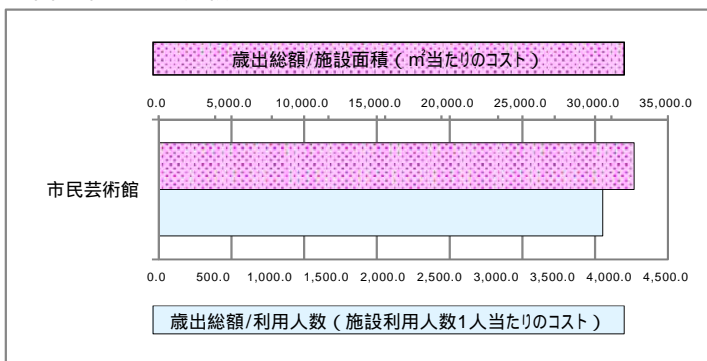 歳出総額/施設面積（㎡当たりのコスト）
0.0 5,000.0 10,000.0 15,000.0 20,000.0 25,000.0 30,000.0 35,000.0
市民芸術館
0.0 500.0 1,000.0 1,500.0 2,000.0 2,500.0 3,000.0 3,500.0 4,000.0 4,500.0
歳出総額/利用人数（施設利用人数1人当たりのコスト）